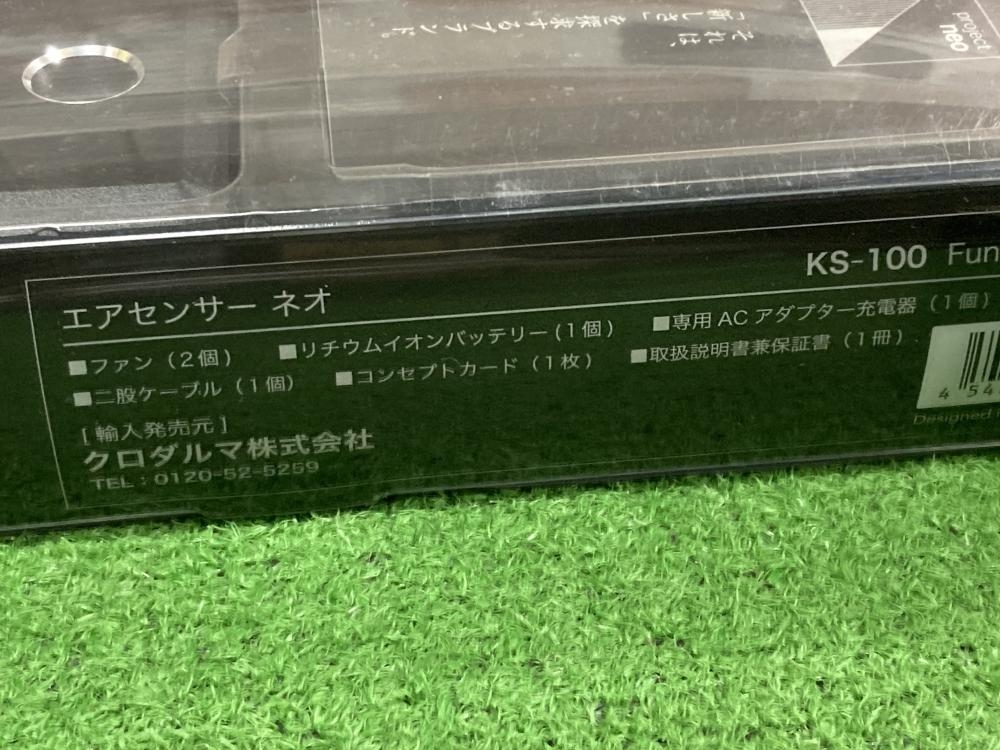 project
neo
それは、
「新しさ」を探求するブランド。
KS-100 Fun
エアセンサー ネオ
■ファン（2個） ■リチウムイオンバッテリー（1個） ■専用ACアダプター充電器（1個）
■二股ケーブル（1個） ■コンセプトカード（1枚） ■取扱説明書兼保証書（1冊）
［輸入発売元］
クロダルマ株式会社
TEL：0120-52-5259
4 54
Designed